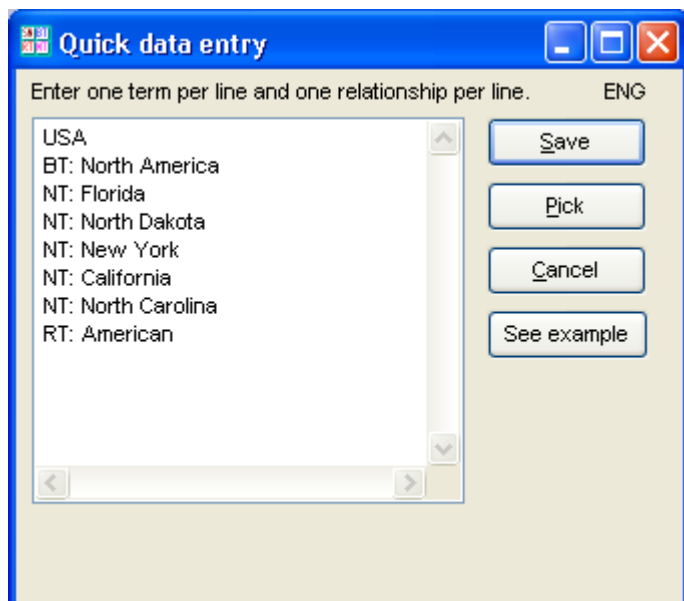 Quick data entry
Enter one term per line and one relationship per line. ENG
USA
BT: North America
NT: Florida
NT: North Dakota
NT: New York
NT: California
NT: North Carolina
RT: American
Save
Pick
Cancel
See example